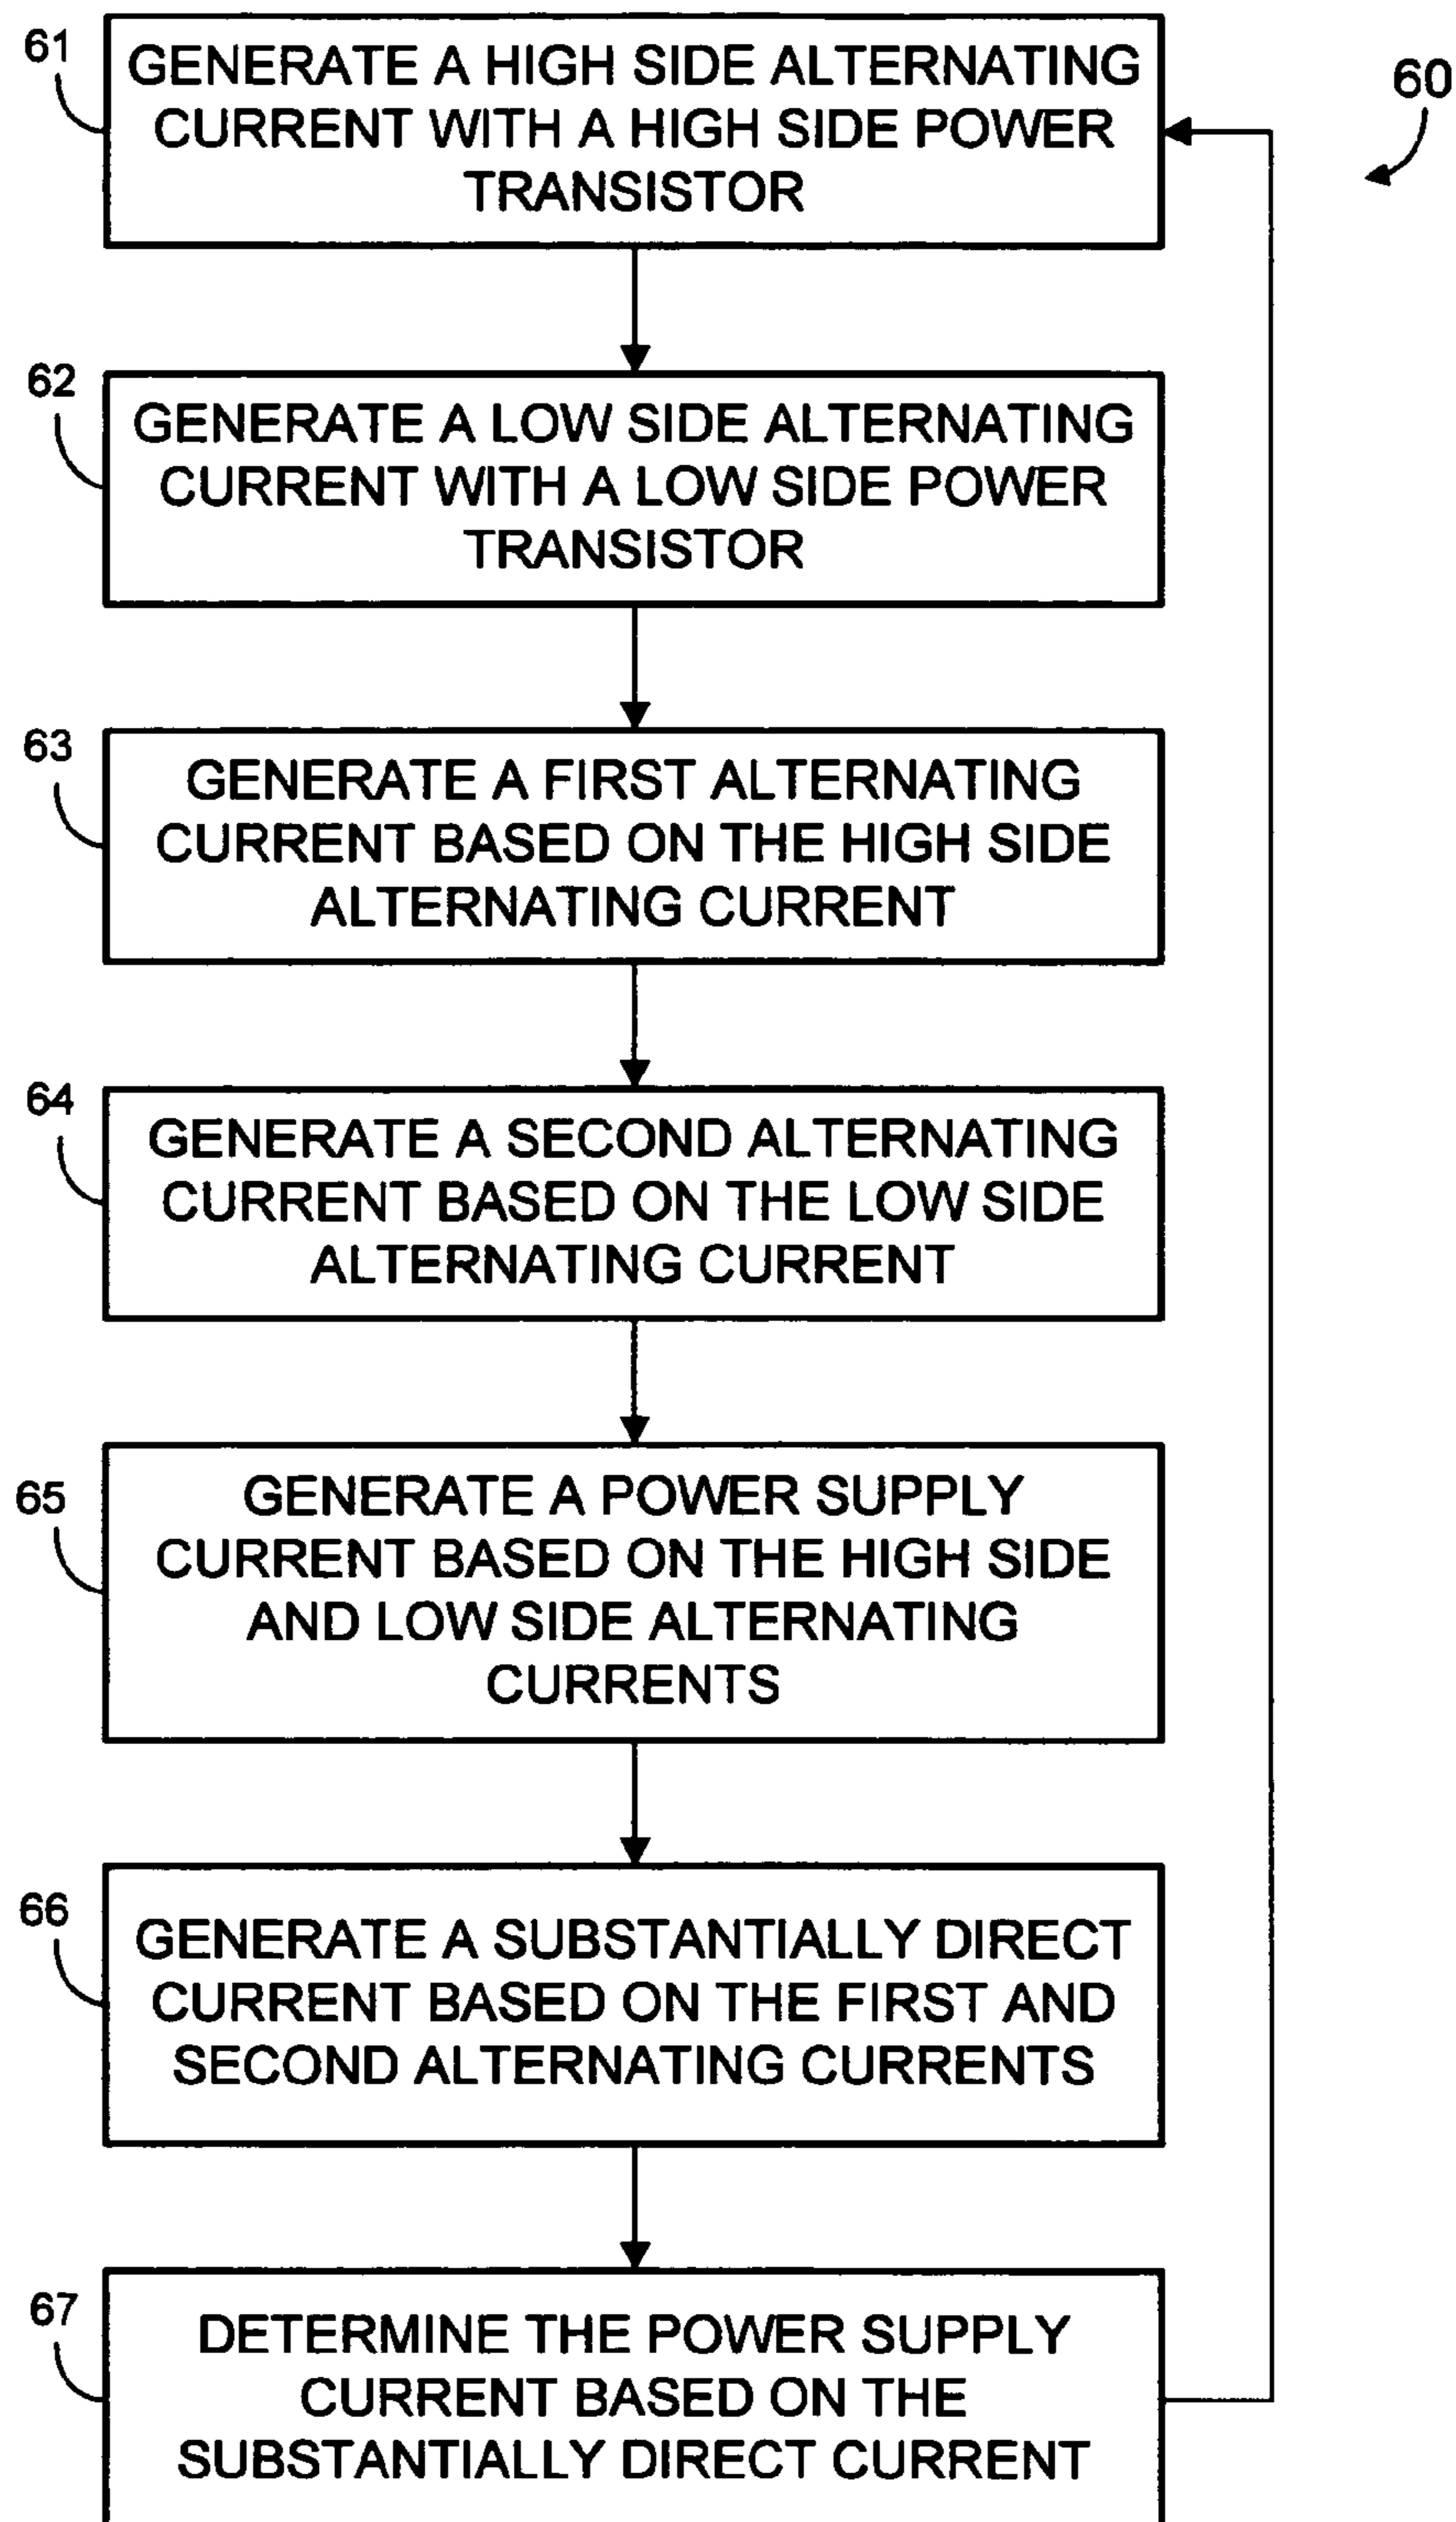 61
GENERATE A HIGH SIDE ALTERNATING
CURRENT WITH A HIGH SIDE POWER
TRANSISTOR
60
62
GENERATE A LOW SIDE ALTERNATING
CURRENT WITH A LOW SIDE POWER
TRANSISTOR
63
GENERATE A FIRST ALTERNATING
CURRENT BASED ON THE HIGH SIDE
ALTERNATING CURRENT
64
GENERATE A SECOND ALTERNATING
CURRENT BASED ON THE LOW SIDE
ALTERNATING CURRENT
65
GENERATE A POWER SUPPLY
CURRENT BASED ON THE HIGH SIDE
AND LOW SIDE ALTERNATING
CURRENTS
66
GENERATE A SUBSTANTIALLY DIRECT
CURRENT BASED ON THE FIRST AND
SECOND ALTERNATING CURRENTS
67
DETERMINE THE POWER SUPPLY
CURRENT BASED ON THE
SUBSTANTIALLY DIRECT CURRENT